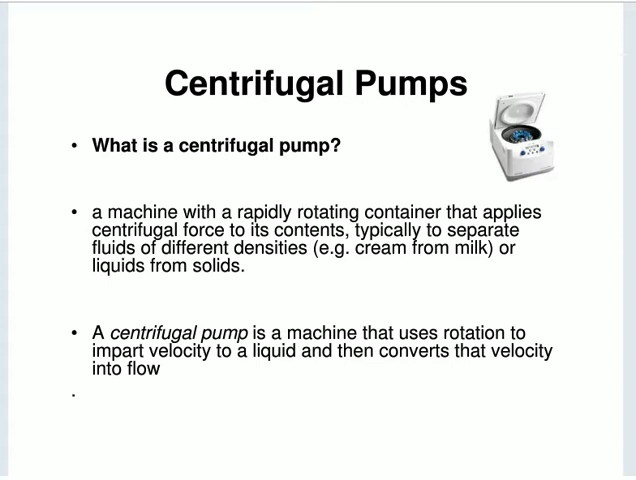 Centrifugal Pumps
• What is a centrifugal pump?
• a machine with a rapidly rotating container that applies
centrifugal force to its contents, typically to separate
fluids of different densities (e.g. cream from milk) or
liquids from solids.
• A centrifugal pump is a machine that uses rotation to
impart velocity to a liquid and then converts that velocity
into flow
.